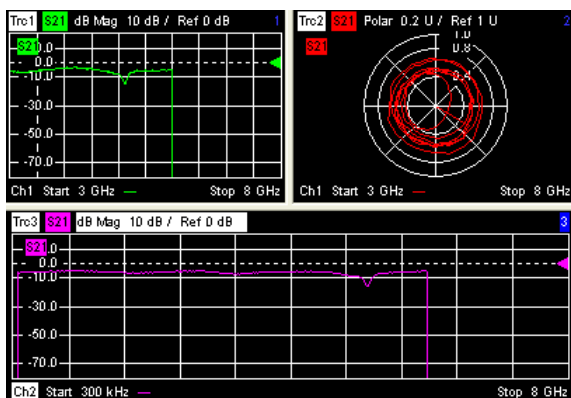 Trc1 S21 dB Mag 10 dB / Ref 0 dB 1
S21 0.0
0.0
-10.0
-30.0
-50.0
-70.0
Ch1 Start 3 GHz — Stop 8 GHz
Trc2 S21 Polar 0.2 U / Ref 1 U 2
S21
1.0
0.8
0.4
Ch1 Start 3 GHz — Stop 8 GHz
Trc3 S21 dB Mag 10 dB / Ref 0 dB 3
S21 .0
0.0
-10.0
-30.0
-50.0
-70.0
Ch2 Start 300 kHz — Stop 8 GHz